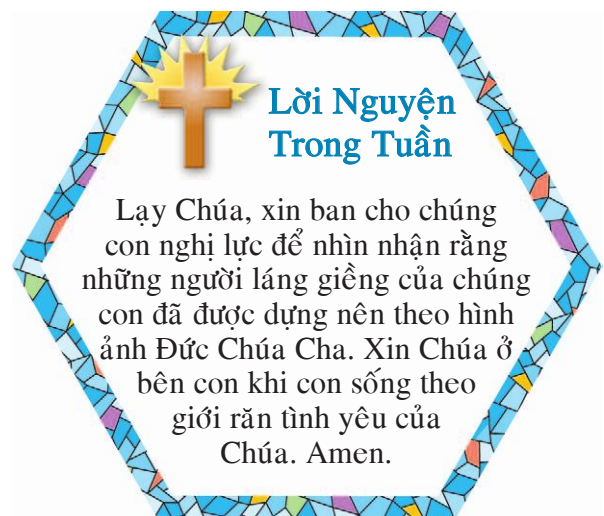 Lời Nguyện
Trong Tuần
Lạy Chúa, xin ban cho chúng
con nghị lực để nhìn nhận rằng
những người láng giềng của chúng
con đã được dựng nên theo hình
ảnh Đức Chúa Cha. Xin Chúa ở
bên con khi con sống theo
giới răn tình yêu của
Chúa. Amen.